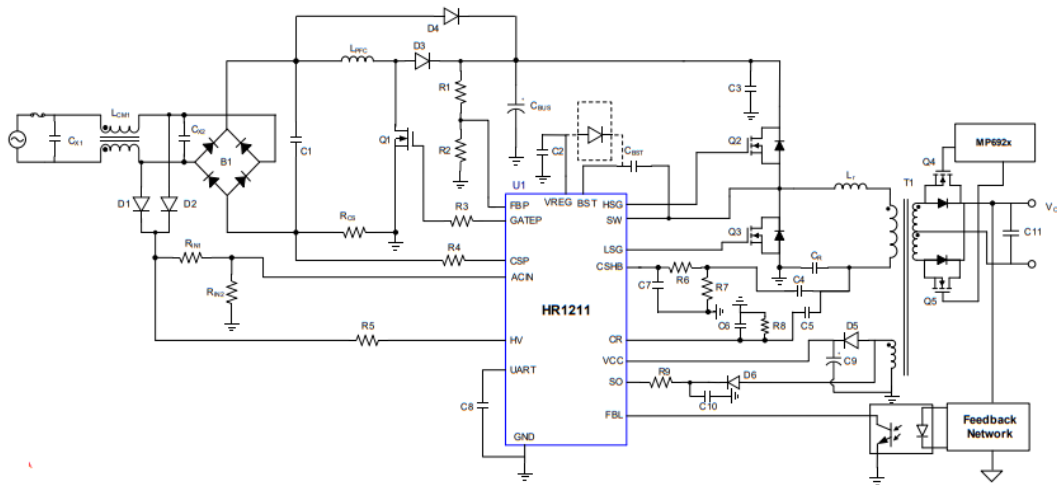 D4
LPFC
D3
R1
C3
CBUS
LCM1
CX1
CX2
B1
C1
Q1
R2
C2
CBST
Q2
MP692x
Q4
Lr
T1
VO
D1
D2
R3
U1
FBP
VREG
BST
HSG
GATEP
SW
Q3
C11
RCS
LSG
R4
CSP
CR
CSHB
RIN1
ACIN
C7
R6
R7
C4
Q5
RIN2
HR1211
C6
R8
C5
D5
R5
HV
CR
VCC
C9
UART
SO
R9
D6
C8
C10
FBL
GND
Feedback
Network